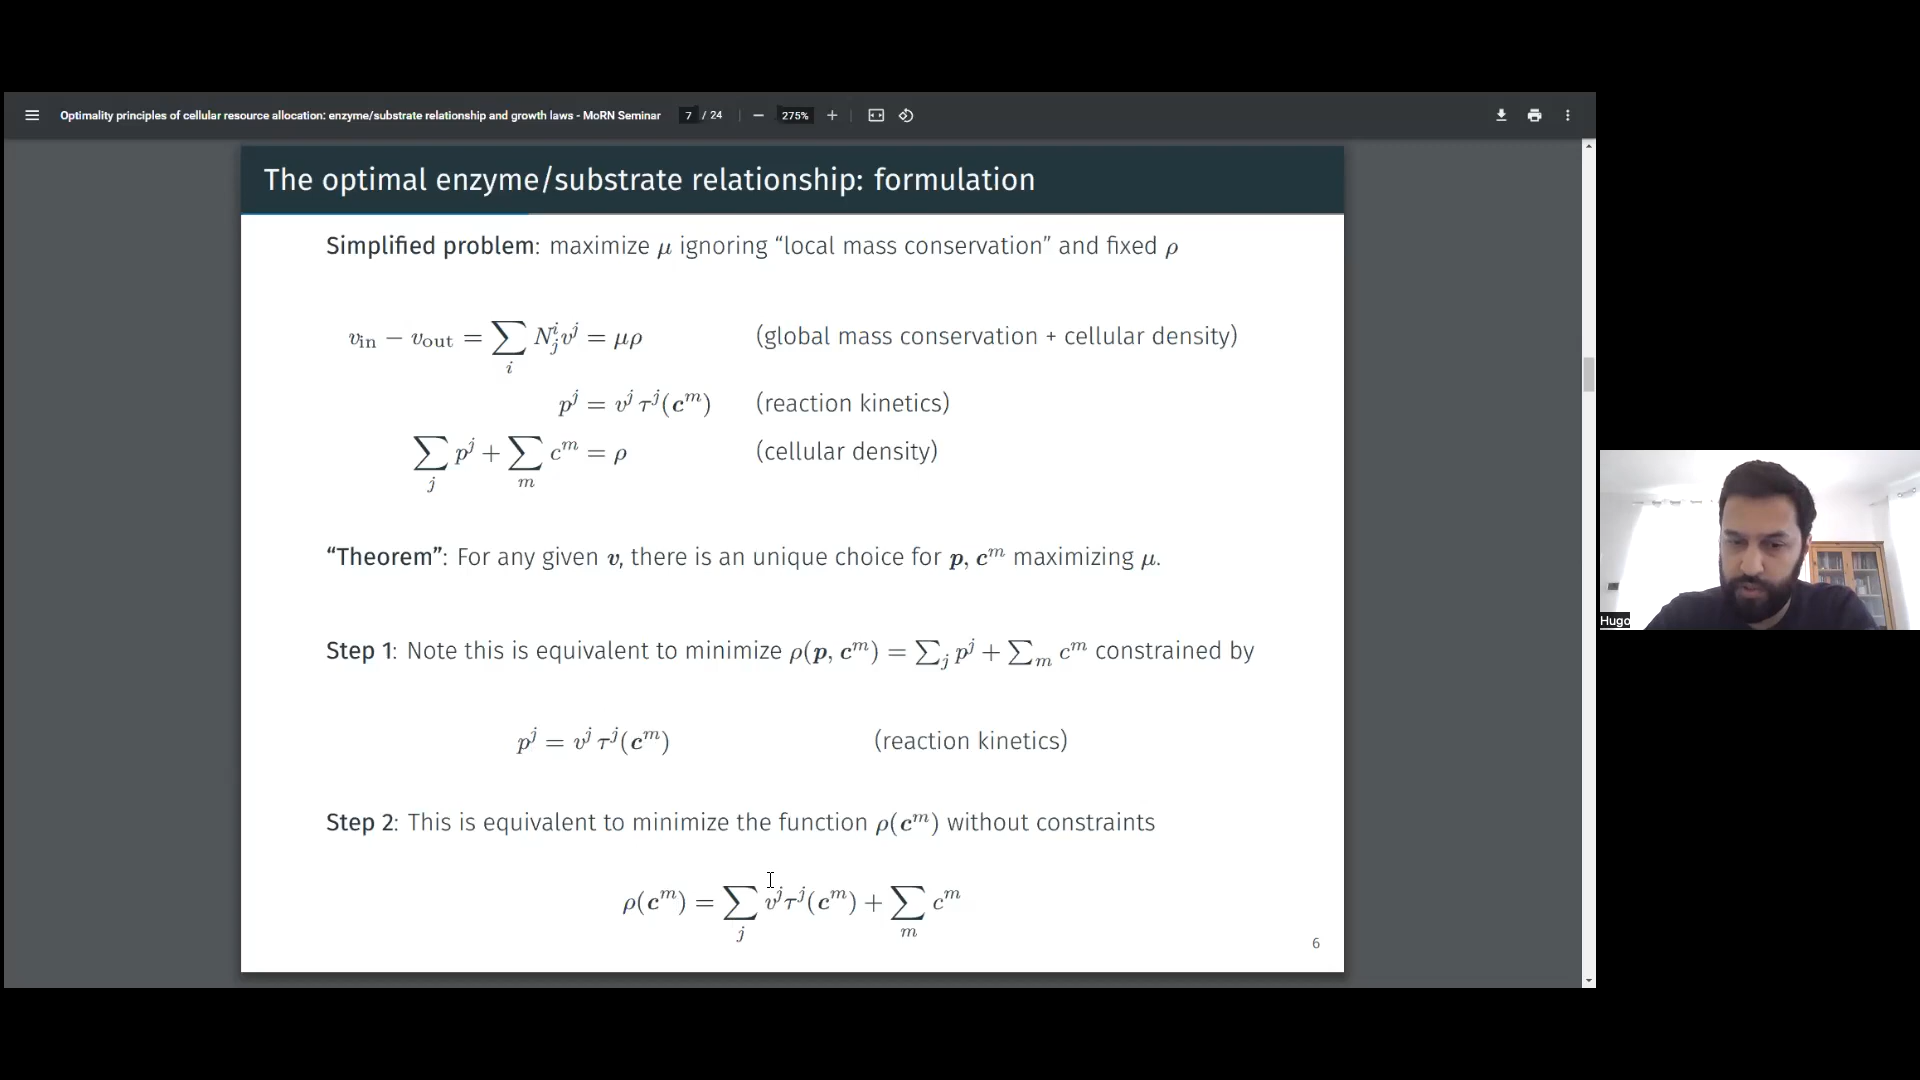 Optimality principles of cellular resource allocation: enzyme/substrate relationship and growth laws - MoRN Seminar 7 / 24 — 275% +
The optimal enzyme/substrate relationship: formulation
Simplified problem: maximize μ ignoring “local mass conservation” and fixed ρ
v_in − v_out = ∑_i N^i_j v^j = μρ (global mass conservation + cellular density)
p^j = v^j τ^j(c^m) (reaction kinetics)
∑_j p^j + ∑_m c^m = ρ (cellular density)
“Theorem”: For any given v, there is an unique choice for p, c^m maximizing μ.
Step 1: Note this is equivalent to minimize ρ(p, c^m) = ∑_j p^j + ∑_m c^m constrained by
p^j = v^j τ^j(c^m) (reaction kinetics)
Step 2: This is equivalent to minimize the function ρ(c^m) without constraints
ρ(c^m) = ∑_j v^j τ^j(c^m) + ∑_m c^m
6
Hugo